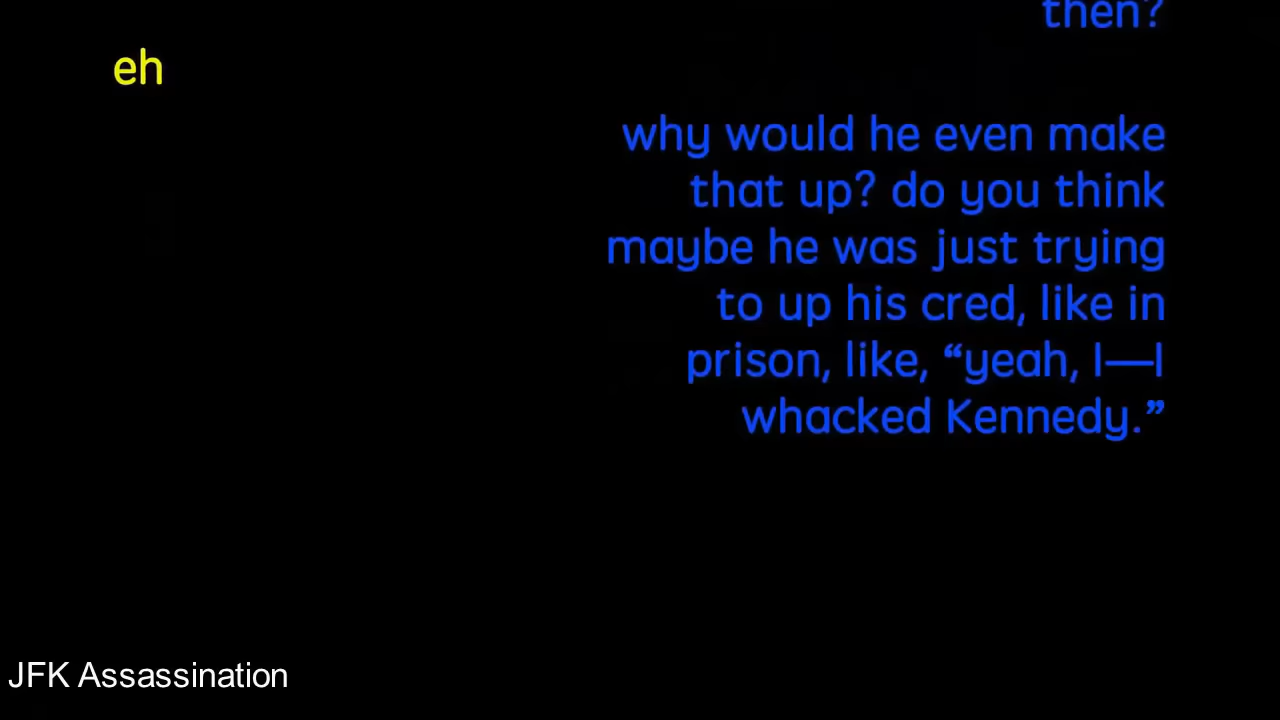 then?
eh
why would he even make
that up? do you think
maybe he was just trying
to up his cred, like in
prison, like, “yeah, I—I
whacked Kennedy.”
JFK Assassination